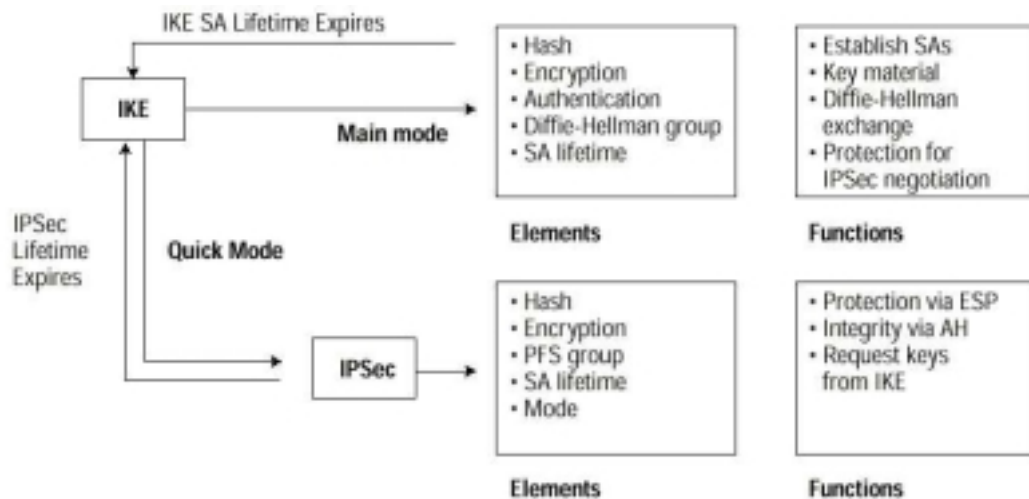 IKE SA Lifetime Expires
IKE
Main mode
• Hash
• Encryption
• Authentication
• Diffie-Hellman group
• SA lifetime
Elements
• Establish SAs
• Key material
• Diffie-Hellman
exchange
• Protection for
IPSec negotiation
Functions
IPSec
Lifetime
Expires
Quick Mode
IPSec
• Hash
• Encryption
• PFS group
• SA lifetime
• Mode
Elements
• Protection via ESP
• Integrity via AH
• Request keys
from IKE
Functions